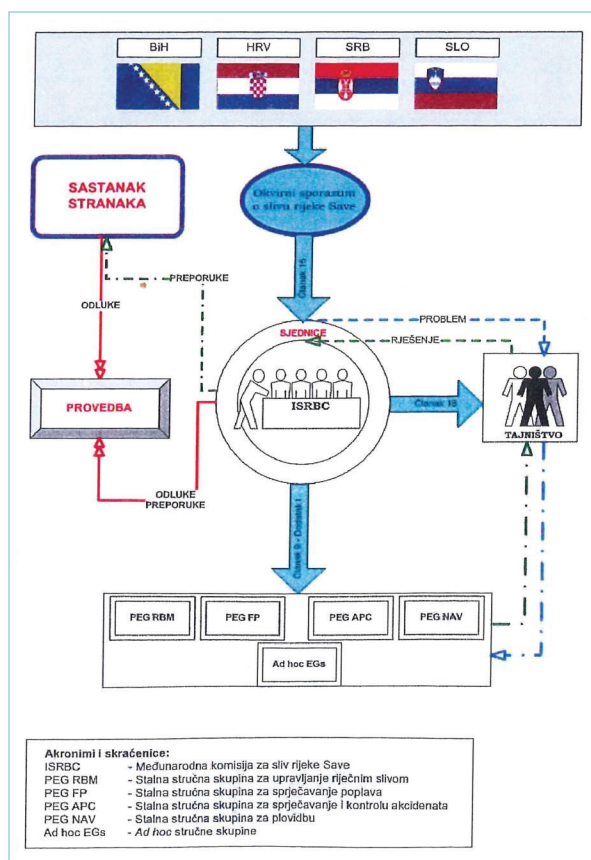 BiH
HRV
SRB
SLO
Okvirni sporazum
o slivu rijeke Save
SASTANAK
STRANAKA
Članak 15
PREPORUKE
ODLUKE
SJEDNICE
PROBLEM
RJEŠENJE
ISRBC
PROVEDBA
TAJNIŠTVO
ODLUKE
PREPORUKE
Članak 9 - Dodatak I
PEG RBM
PEG FP
PEG APC
PEG NAV
Ad hoc EGs
Akronimi i skraćenice:
ISRBC - Međunarodna komisija za sliv rijeke Save
PEG RBM - Stalna stručna skupina za upravljanje riječnim slivom
PEG FP - Stalna stručna skupina za sprječavanje poplava
PEG APC - Stalna stručna skupina za sprječavanje i kontrolu akcidenata
PEG NAV - Stalna stručna skupina za plovidbu
Ad hoc EGs - Ad hoc stručne skupine